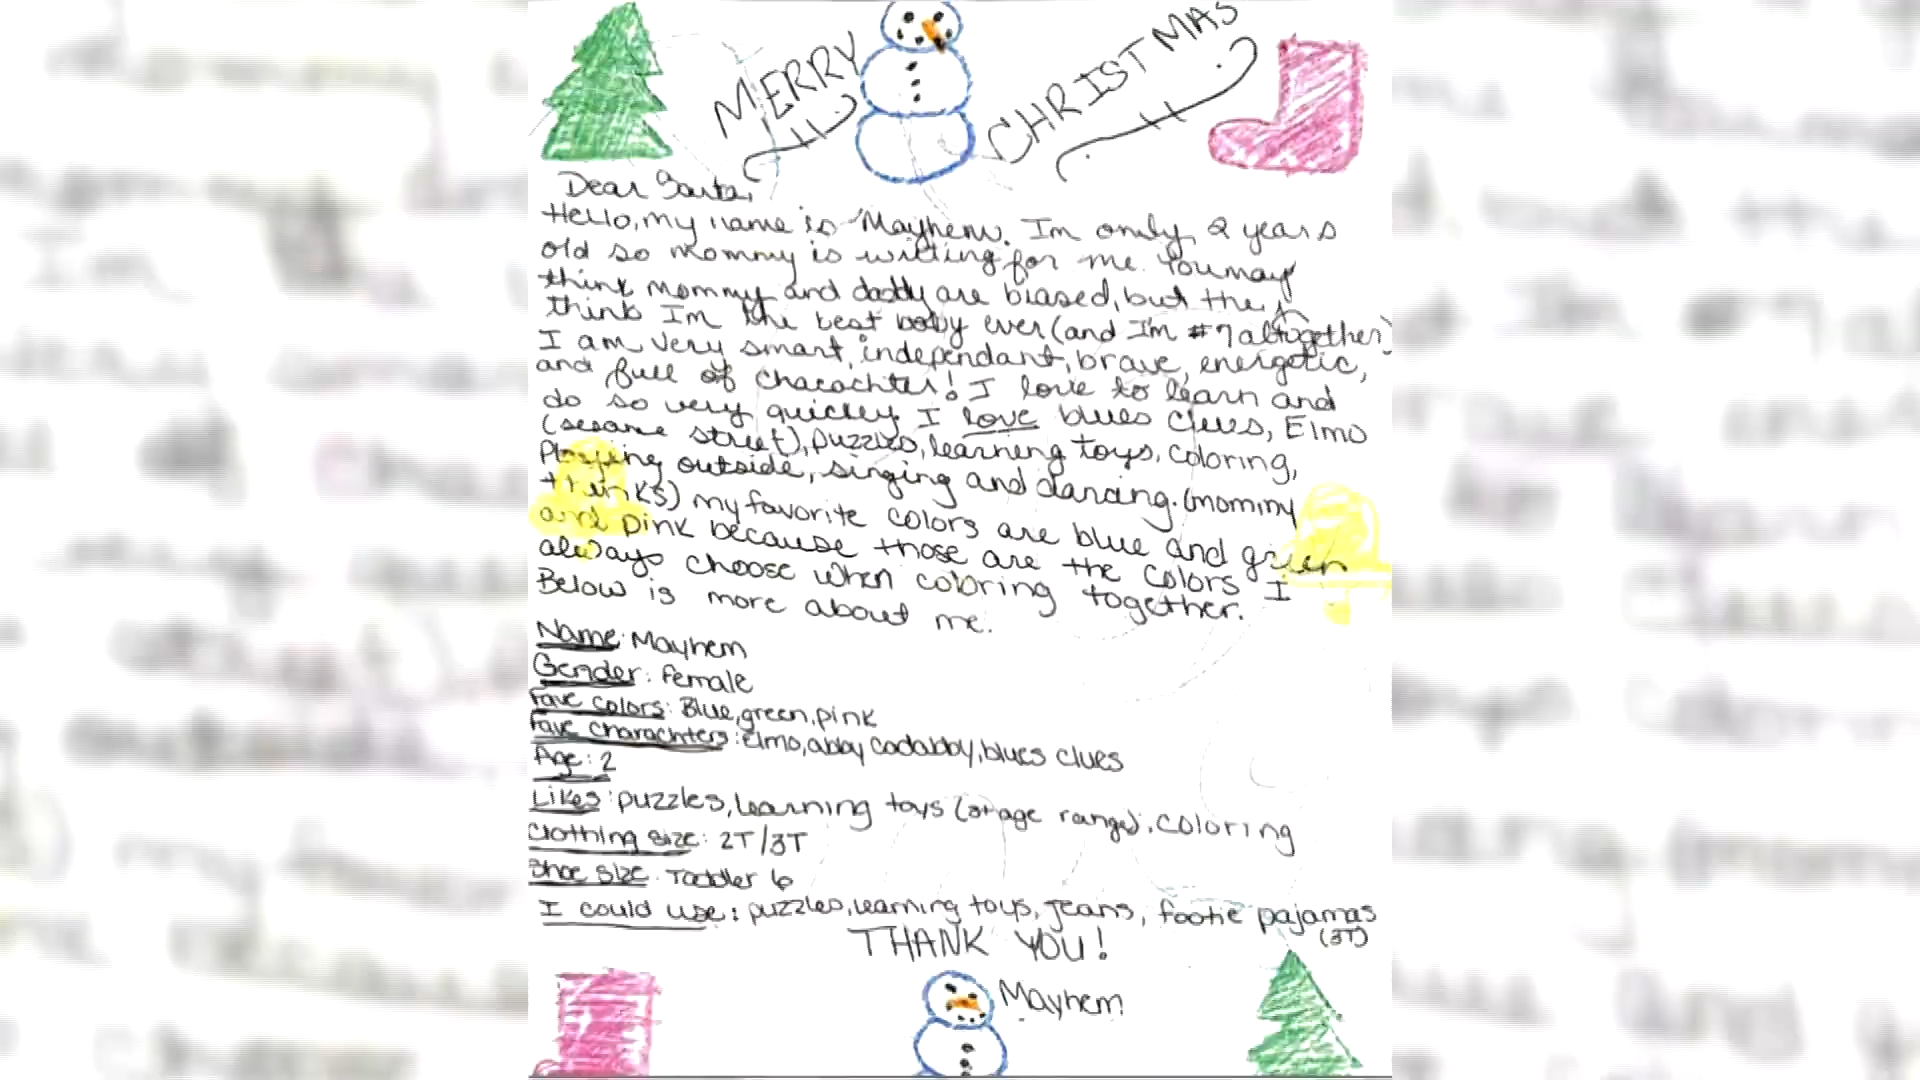 MERRY CHRISTMAS
Dear Santa,
Hello, my name is Mayhem. Im only 2 years
old so mommy is writing for me. You may
think mommy and daddy are biased, but they
think Im the best baby ever (and I'm #7 altogether)
I am very smart, independant, brave, energetic,
and full of charachter! I love to learn and
do so very quickly. I love blues clues, Elmo
(sesame street), puzzles, learning toys, coloring,
Playing outside, singing and dancing. (mommy
thinks) my favorite colors are blue and green
and pink because those are the colors I
always choose when coloring together.
Below is more about me.
Name: Mayhem
Gender: female
Fave colors: Blue, green, pink
Fave charachters: elmo, abby cadabby, blues clues
Age: 2
Likes: puzzles, learning toys (3+ age range), coloring
Clothing size: 2T/3T
Shoe size: Toddler 6
I could use: puzzles, learning toys, jeans, footie pajamas
(3T)
THANK YOU!
Mayhem